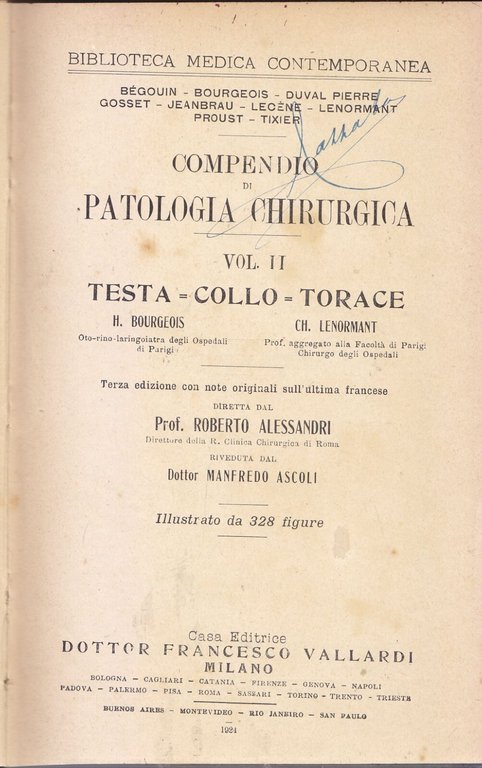 BIBLIOTECA MEDICA CONTEMPORANEA
BÉGOUIN - BOURGEOIS - DUVAL PIERRE
GOSSET - JEANBRAU - LECÈNE - LENORMANT
PROUST - TIXIER
COMPENDIO
DI
PATOLOGIA CHIRURGICA
VOL. II
TESTA = COLLO = TORACE
H. BOURGEOIS
Oto-rino-laringoiatra degli Ospedali
di Parigi
CH. LENORMANT
Prof. aggregato alla Facoltà di Parigi
Chirurgo degli Ospedali
Terza edizione con note originali sull'ultima francese
DIRETTA DAL
Prof. ROBERTO ALESSANDRI
Direttore della R. Clinica Chirurgica di Roma
RIVEDUTA DAL
Dottor MANFREDO ASCOLI
Illustrato da 328 figure
Casa Editrice
DOTTOR FRANCESCO VALLARDI
MILANO
BOLOGNA - CAGLIARI - CATANIA - FIRENZE - GENOVA - NAPOLI
PADOVA - PALERMO - PISA - ROMA - SASSARI - TORINO - TRENTO - TRIESTE
BUENOS AIRES - MONTEVIDEO - RIO JANEIRO - SAN PAULO